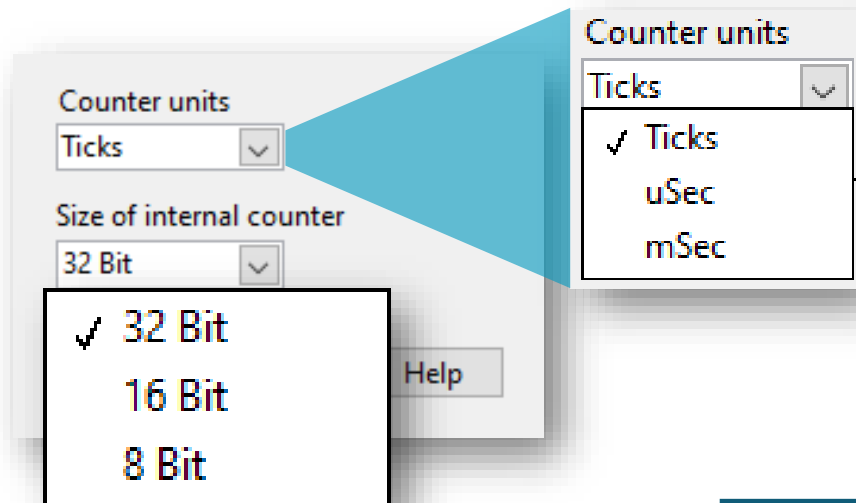 Counter units
Ticks
Size of internal counter
32 Bit
✓ 32 Bit
16 Bit
8 Bit
Help
Counter units
Ticks
✓ Ticks
uSec
mSec